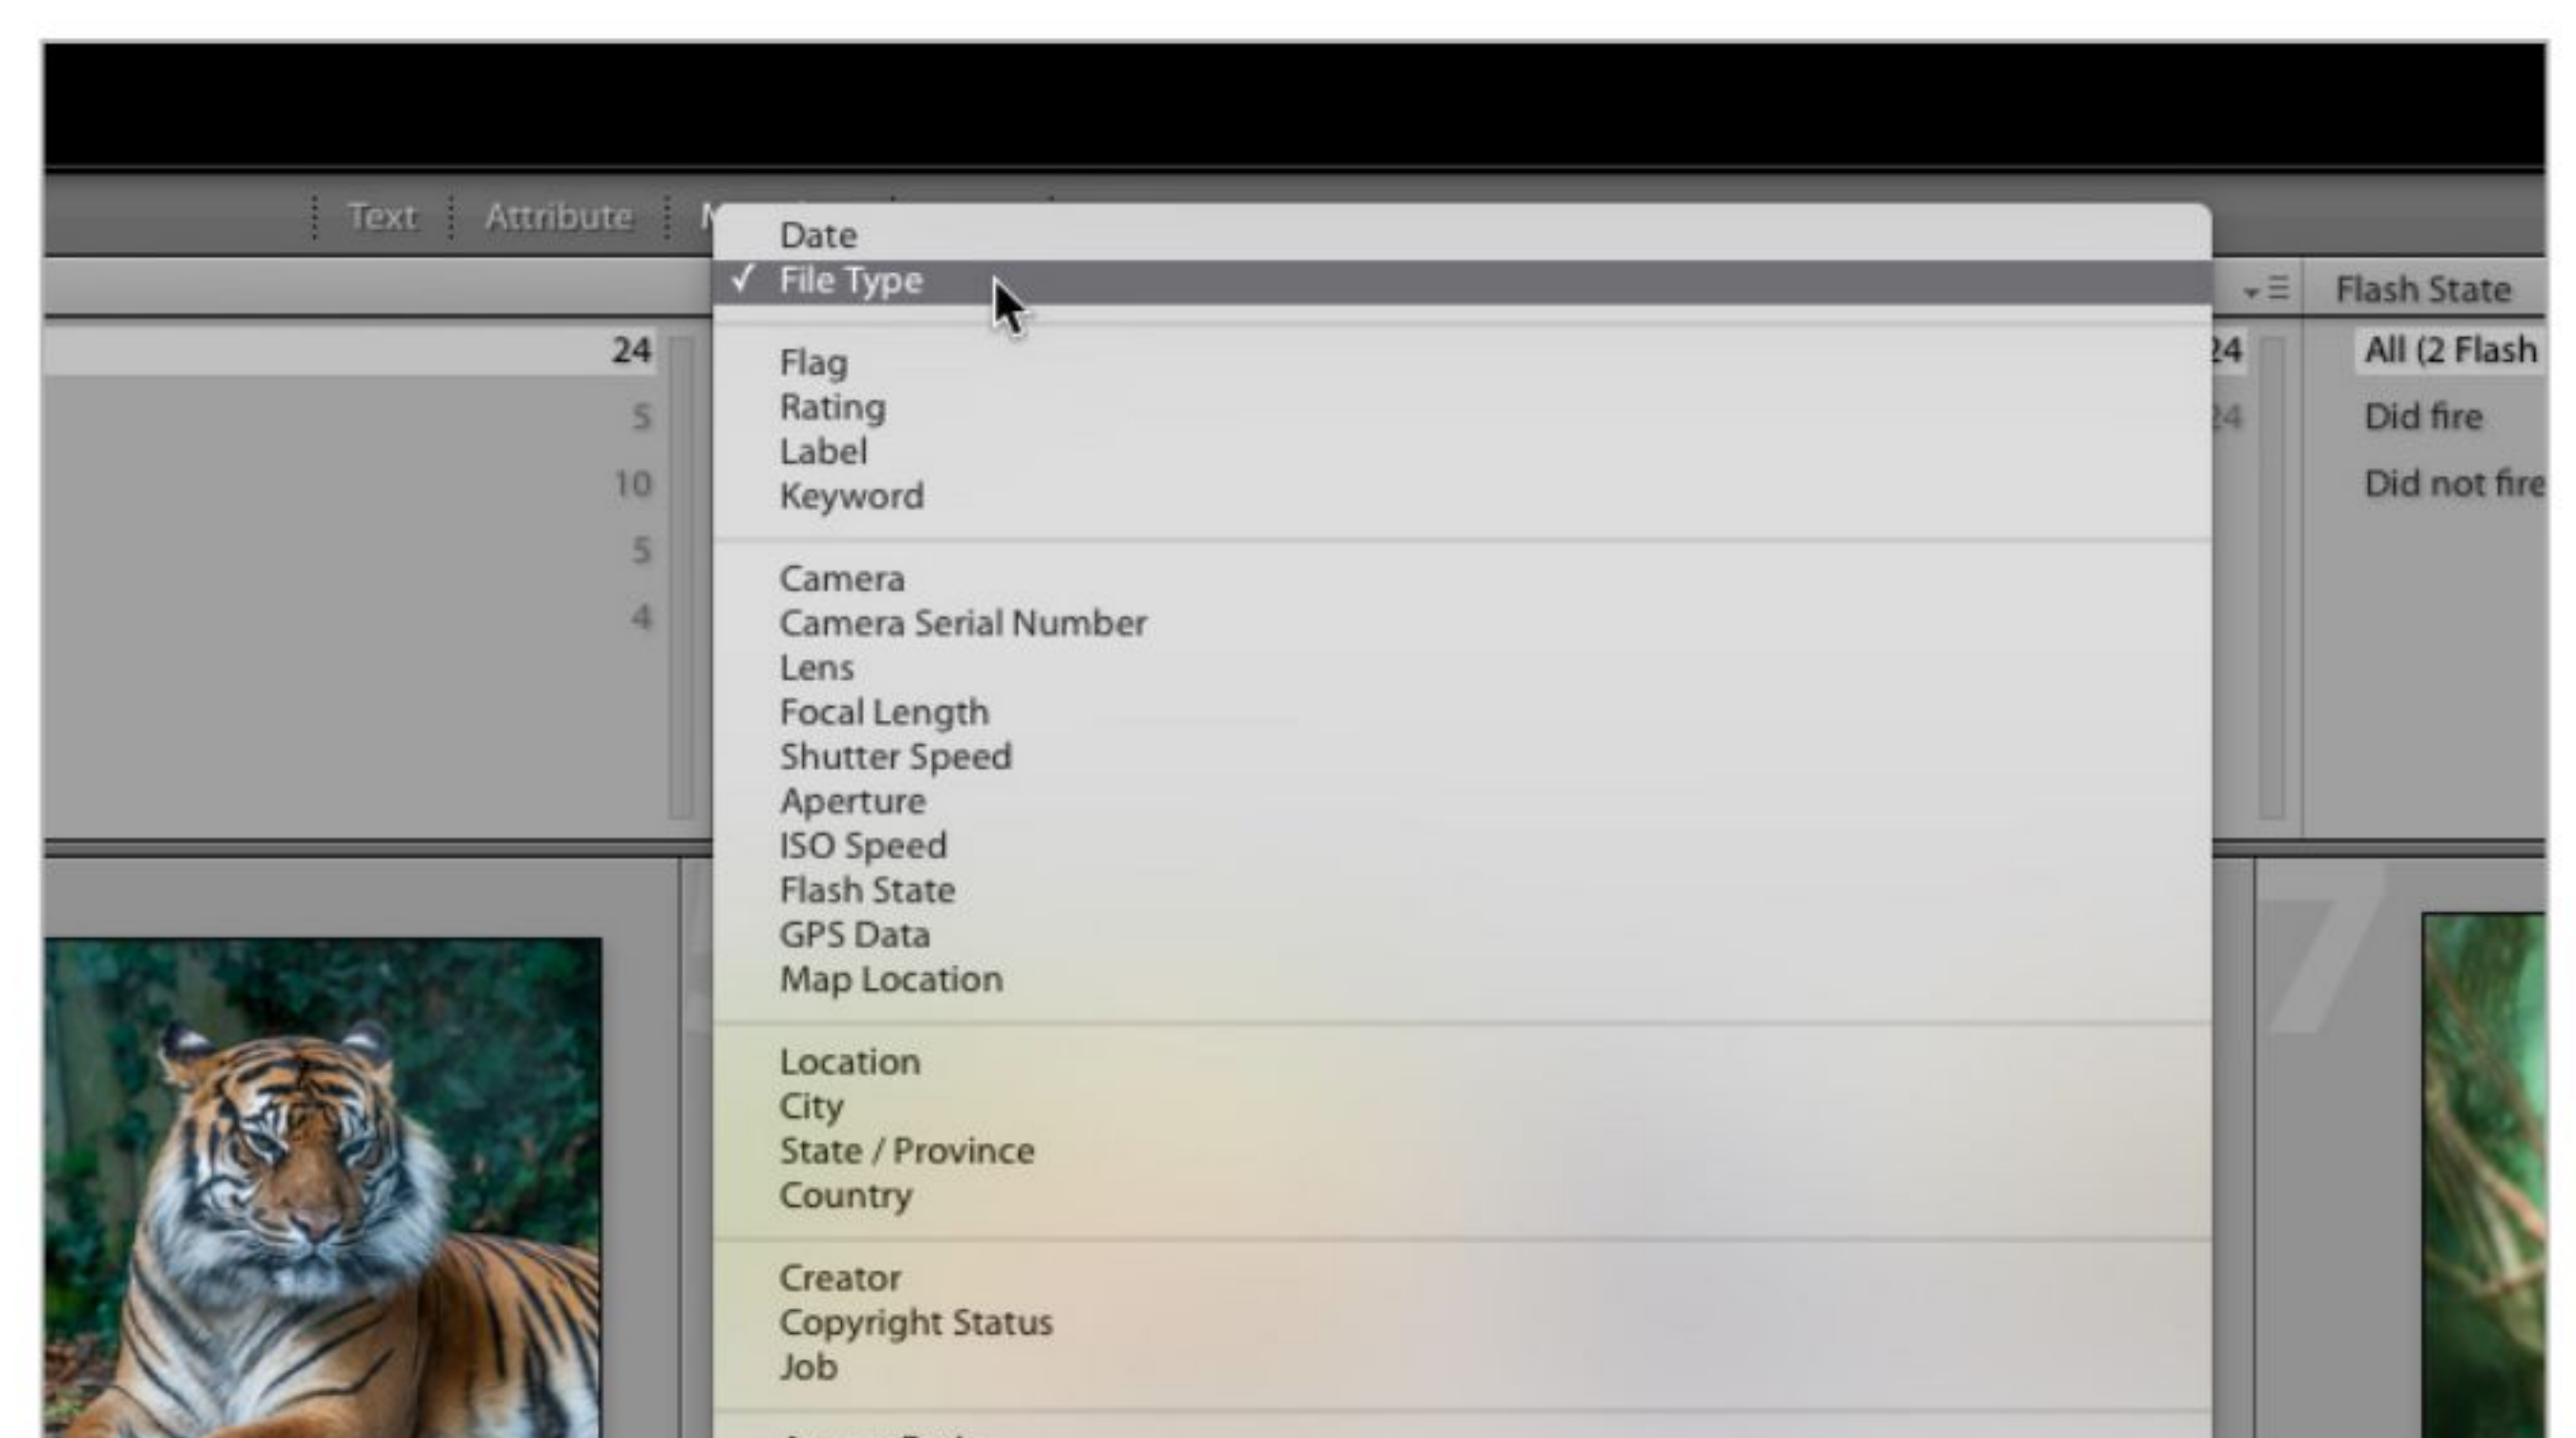 Text
Attribute
Date
✓ File Type
Flag
Rating
Label
Keyword
Camera
Camera Serial Number
Lens
Focal Length
Shutter Speed
Aperture
ISO Speed
Flash State
GPS Data
Map Location
Location
City
State / Province
Country
Creator
Copyright Status
Job
24
5
10
5
4
24
24
Flash State
All (2 Flash
Did fire
Did not fire
7